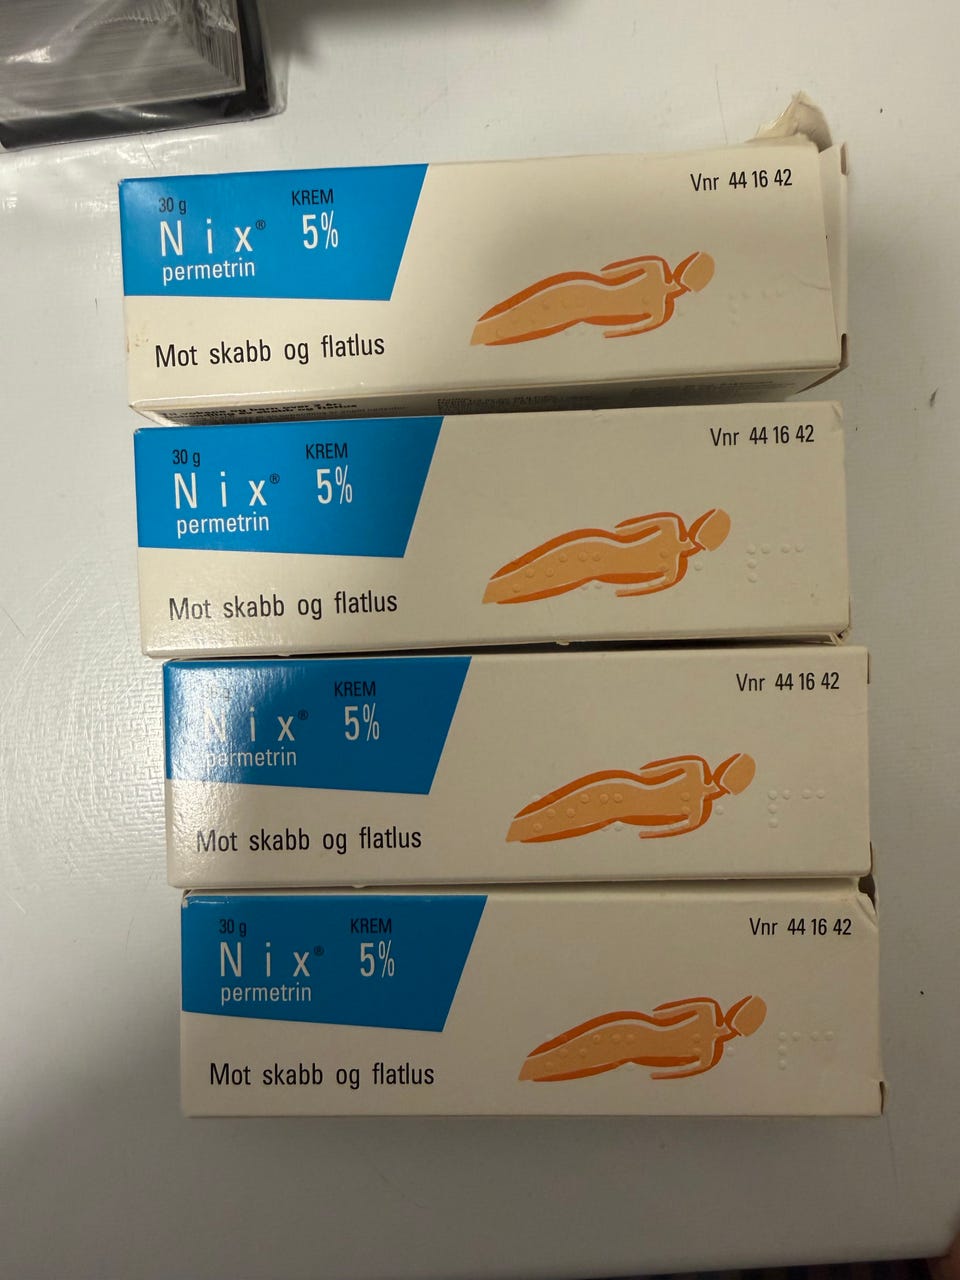 30 g KREM Vnr 44 16 42
Nix® 5%
permetrin
Mot skabb og flatlus
30 g KREM Vnr 44 16 42
Nix® 5%
permetrin
Mot skabb og flatlus
30 g KREM Vnr 44 16 42
Nix® 5%
permetrin
Mot skabb og flatlus
30 g KREM Vnr 44 16 42
Nix® 5%
permetrin
Mot skabb og flatlus